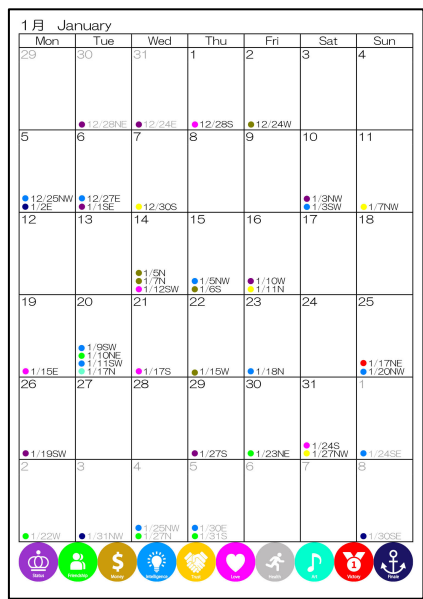 1月 January
Mon Tue Wed Thu Fri Sat Sun
29 30 31 1 2 3 4
12/28NE 12/24E 12/28S 12/24W
5 6 7 8 9 10 11
12/25NW 12/27E 1/3NW
1/2E 1/1SE 12/30S 1/3SW 1/7NW
12 13 14 15 16 17 18
1/5N
1/7N 1/5NW 1/10W
1/12SW 1/6S 1/11N
19 20 21 22 23 24 25
1/9SW
1/10NE
1/11SW 1/17NE
1/15E 1/17N 1/17S 1/15W 1/18N 1/20NW
26 27 28 29 30 31 1
1/24S
1/19SW 1/27S 1/23NE 1/27NW 1/24SE
2 3 4 5 6 7 8
1/25NW 1/30E
1/22W 1/31NW 1/27N 1/31S 1/30SE
1
Status Friendship Money Intelligence Trust Love Health Art Victory Finale